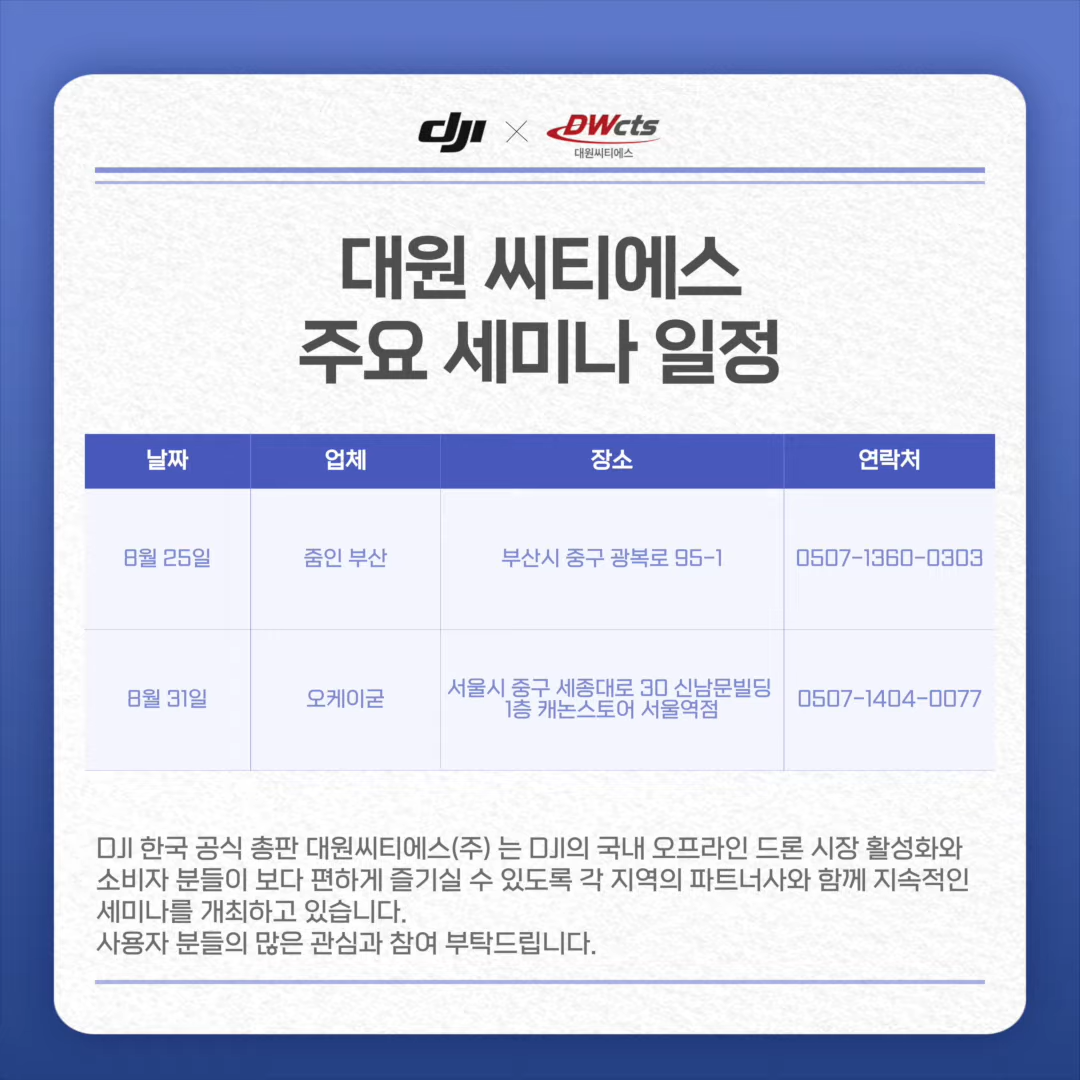 dji × DWcts
대원씨티에스
대원 씨티에스
주요 세미나 일정
날짜 업체 장소 연락처
8월 25일 줌인 부산 부산시 중구 광복로 95-1 0507-1360-0303
8월 31일 오케이굳 서울시 중구 세종대로 30 신남문빌딩
1층 캐논스토어 서울역점 0507-1404-0077
DJI 한국 공식 총판 대원씨티에스(주) 는 DJI의 국내 오프라인 드론 시장 활성화와
소비자 분들이 보다 편하게 즐기실 수 있도록 각 지역의 파트너사와 함께 지속적인
세미나를 개최하고 있습니다.
사용자 분들의 많은 관심과 참여 부탁드립니다.